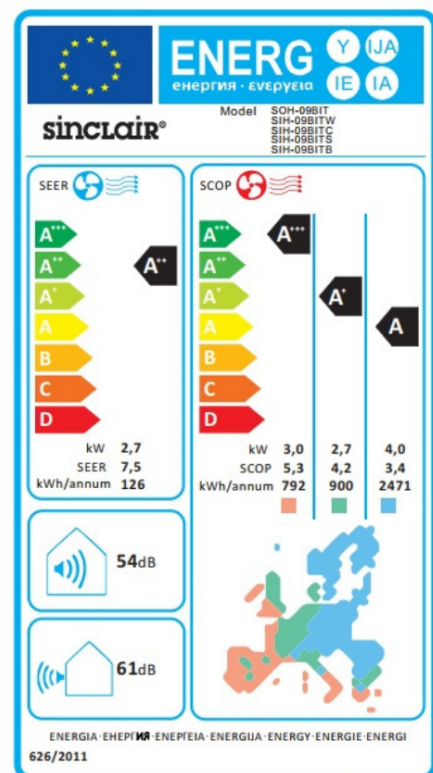 ENERG
Y IJA
IE IA
енергия · ενεργεια
sinclair®
Model SOH-09BIT
SIH-09BITW
SIH-09BITC
SIH-09BITS
SIH-09BITB
SEER
A+++
A++
A+
A
B
C
D
A++
kW 2,7
SEER 7,5
kWh/annum 126
SCOP
A+++
A++
A+
A
B
C
D
A+++
A+
A
kW 3,0 2,7 4,0
SCOP 5,3 4,2 3,4
kWh/annum 792 900 2471
54dB
61dB
ENERGIA·ЕНЕРГИЯ·ΕΝΕΡΓΕΙΑ·ENERGIJA·ENERGY·ENERGIE·ENERGI
626/2011